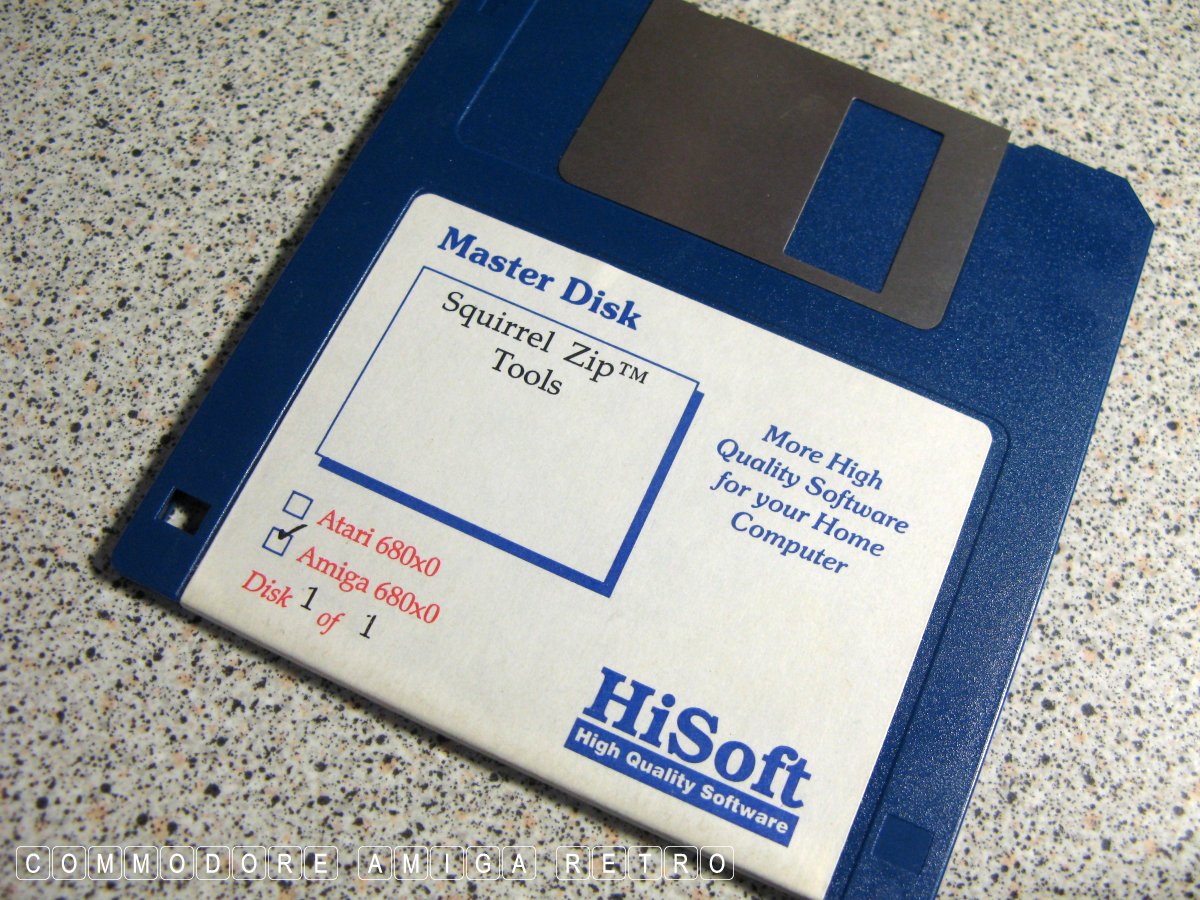 Master Disk
Squirrel Zip™
Tools
More High
Quality Software
for your Home
Computer
Atari 680x0
✓ Amiga 680x0
Disk 1 of 1
HiSoft
High Quality Software
COMMODORE AMIGA RETRO